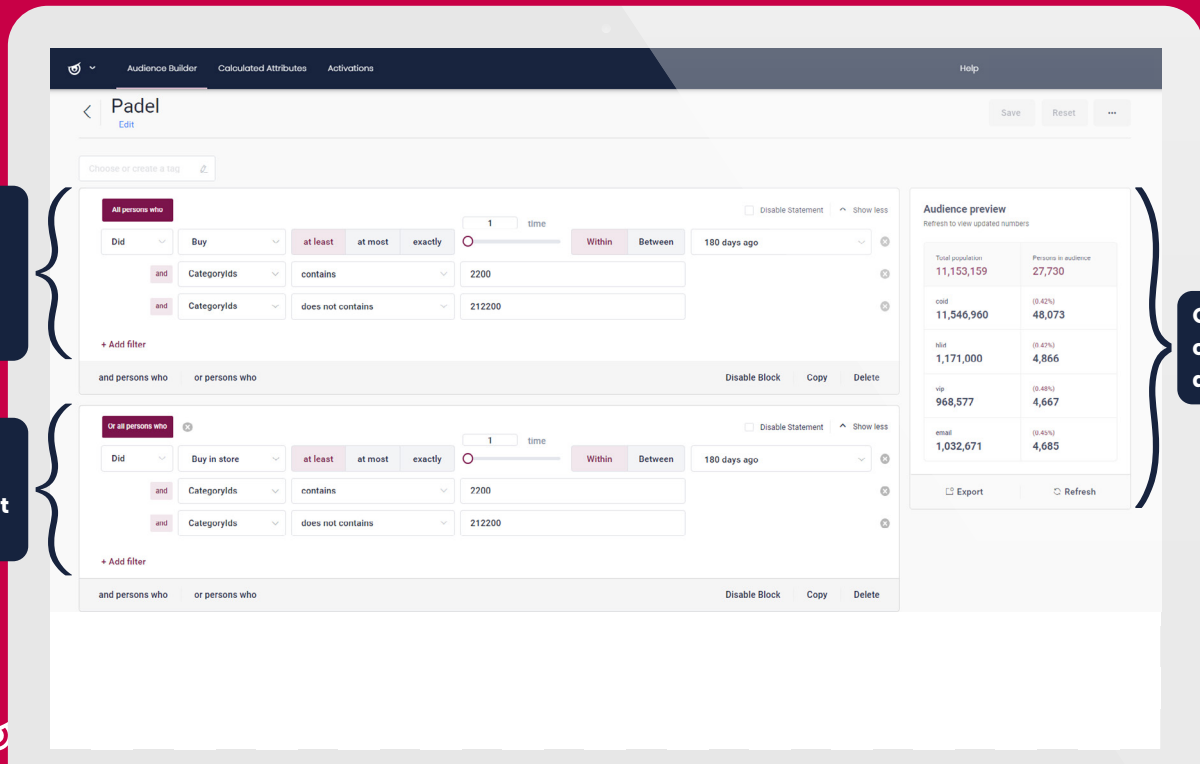 Audience Builder Calculated Attributes Activations Help
Padel
Edit
Save Reset ...
Choose or create a tag
All persons who
Disable Statement Show less
1 time
Did Buy at least at most exactly Within Between 180 days ago
and CategoryIds contains 2200
and CategoryIds does not contains 212200
+ Add filter
and persons who or persons who Disable Block Copy Delete
Or all persons who
Disable Statement Show less
1 time
Did Buy in store at least at most exactly Within Between 180 days ago
and CategoryIds contains 2200
and CategoryIds does not contains 212200
+ Add filter
and persons who or persons who Disable Block Copy Delete
Audience preview
Refresh to view updated numbers
Total population Persons in audience
11,153,159 27,730
coid (0.42%)
11,546,960 48,073
(0.42%)
1,171,000 4,866
vip (0.48%)
968,577 4,667
email (0.45%)
1,032,671 4,685
Export Refresh